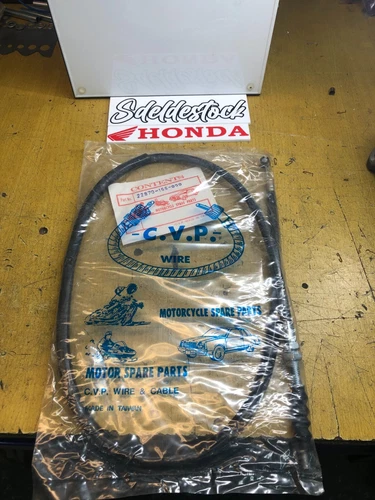 Sdeldestock
HONDA
CONTENTS
-C.V.P.-
WIRE
MOTORCYCLE SPARE PARTS
MOTOR SPARE PARTS
C.V.P. WIRE & CABLE
MADE IN TAIWAN